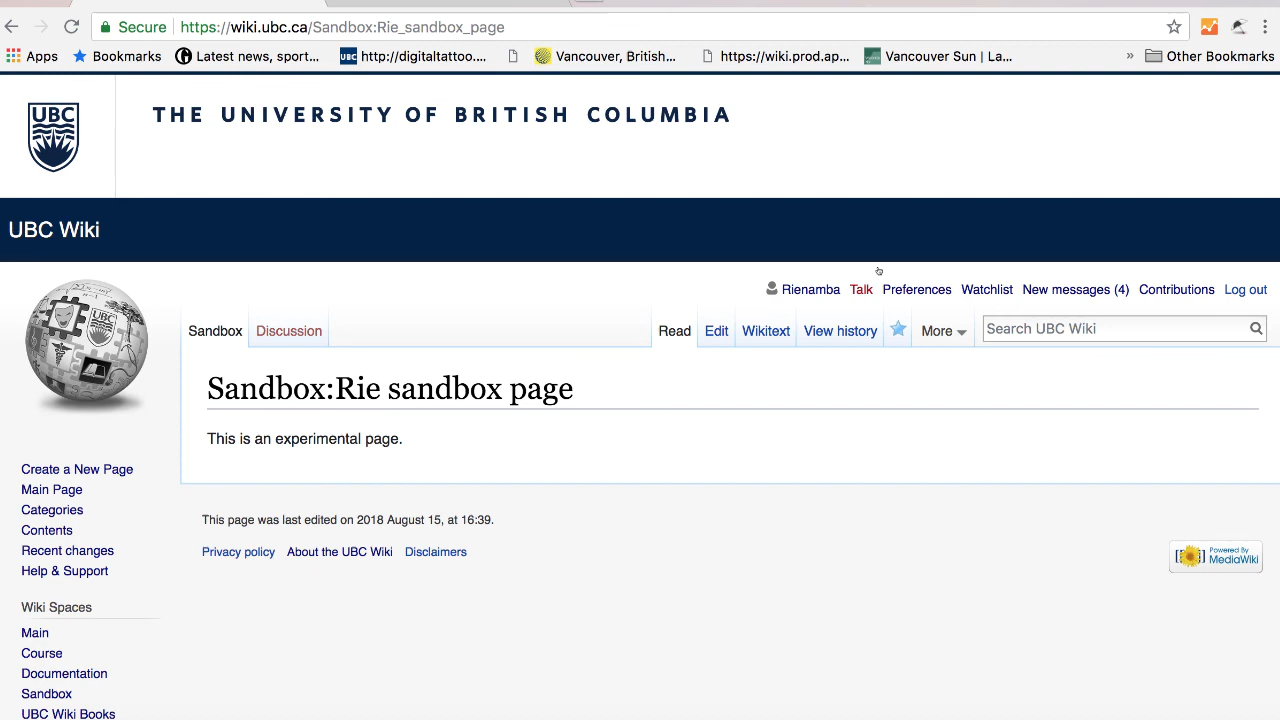 Secure https://wiki.ubc.ca/Sandbox:Rie_sandbox_page
Apps Bookmarks Latest news, sport... UBC http://digitaltattoo.... Vancouver, British... https://wiki.prod.ap... Vancouver Sun | La... » Other Bookmarks
UBC
THE UNIVERSITY OF BRITISH COLUMBIA
UBC Wiki
Rienamba Talk Preferences Watchlist New messages (4) Contributions Log out
Sandbox Discussion Read Edit Wikitext View history More Search UBC Wiki
UBC
Sandbox:Rie sandbox page
This is an experimental page.
Create a New Page
Main Page
Categories
Contents
Recent changes
Help & Support
This page was last edited on 2018 August 15, at 16:39.
Privacy policy About the UBC Wiki Disclaimers
Powered By
MediaWiki
Wiki Spaces
Main
Course
Documentation
Sandbox
UBC Wiki Books